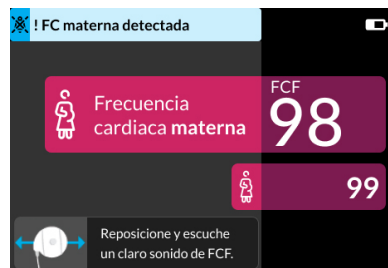 ! FC materna detectada
FCF
Frecuencia
cardiaca materna
98
99
Reposicione y escuche
un claro sonido de FCF.